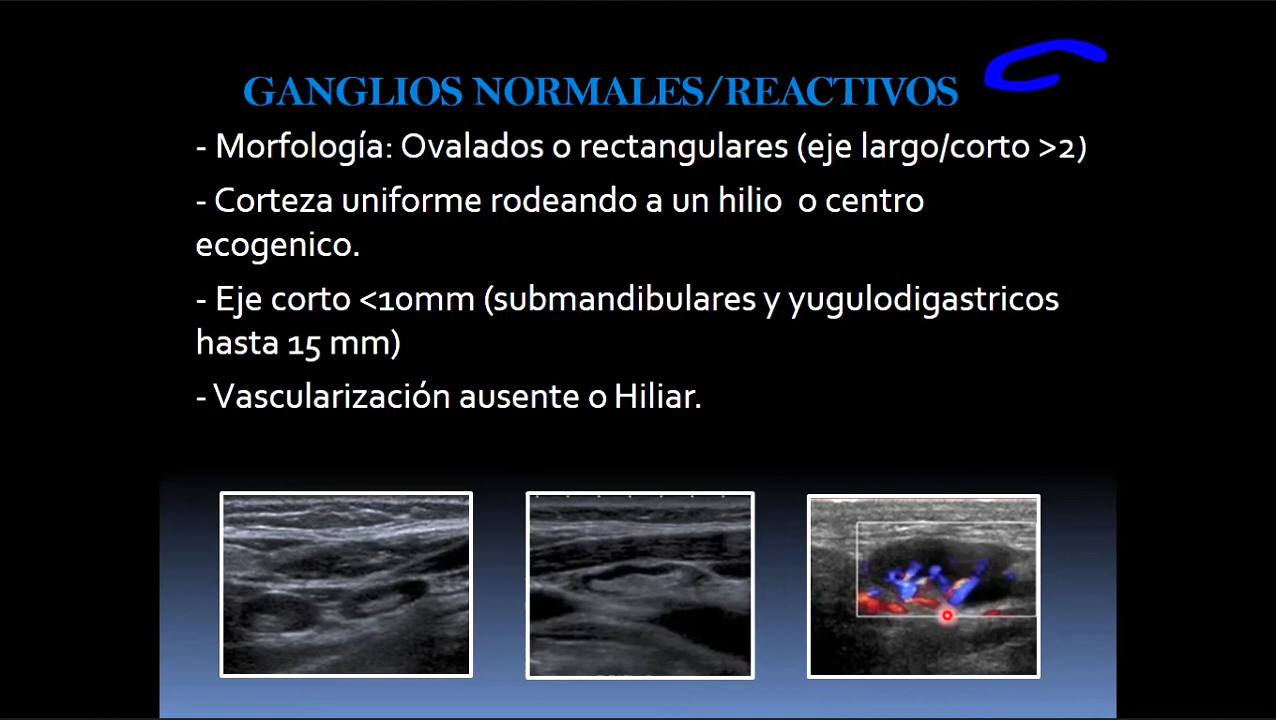 GANGLIOS NORMALES/REACTIVOS
- Morfología: Ovalados o rectangulares (eje largo/corto >2)
- Corteza uniforme rodeando a un hilio o centro
ecogenico.
- Eje corto <10mm (submandibulares y yugulodigastricos
hasta 15 mm)
- Vascularización ausente o Hiliar.